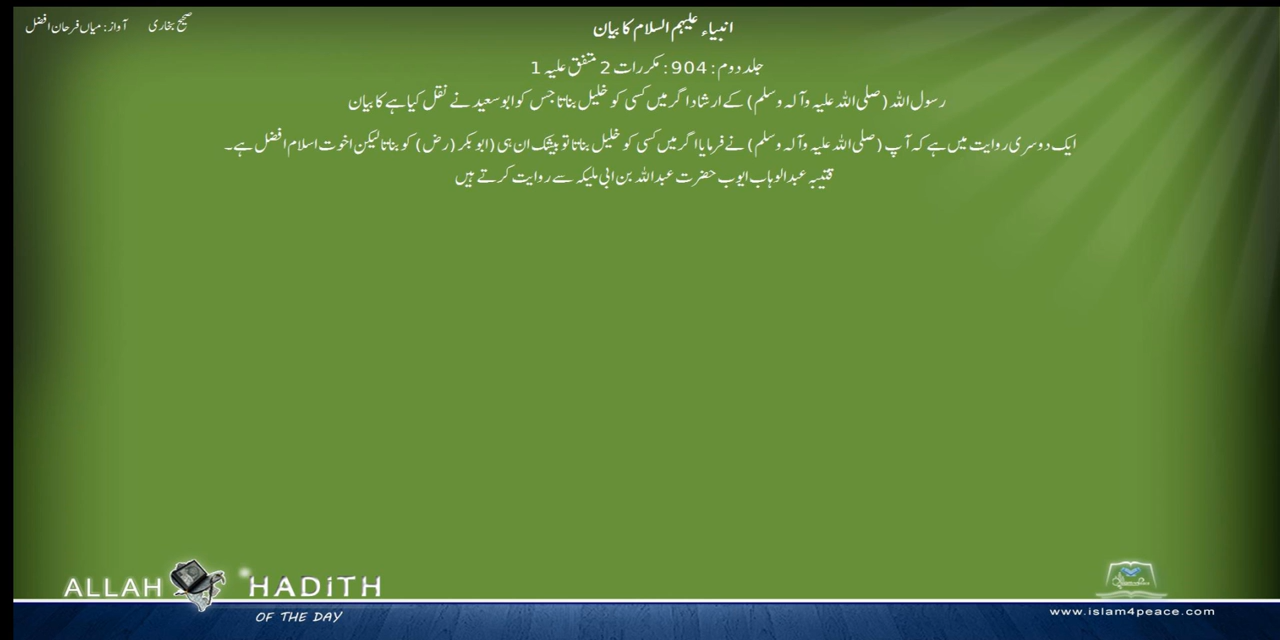 صحیح بخاری
آواز: میاں فرحان افضل
انبیاء علیہم السلام کا بیان
جلد دوم : 904 : مکررات 2 متفق علیہ 1
رسول اللہ (صلی اللہ علیہ وآلہ وسلم) کے ارشاد اگر میں کسی کو خلیل بناتا جس کو ابوسعید نے نقل کیا ہے کا بیان
ایک دوسری روایت میں ہے کہ آپ (صلی اللہ علیہ وآلہ وسلم) نے فرمایا اگر میں کسی کو خلیل بناتا تو بیشک ان ہی (ابوبکر (رض) کو بناتا لیکن اخوت اسلام افضل ہے۔
قتیبہ عبدالوہاب ایوب حضرت عبداللہ بن ابی ملیکہ سے روایت کرتے ہیں
ALLAH HADiTH
OF THE DAY
www.islam4peace.com